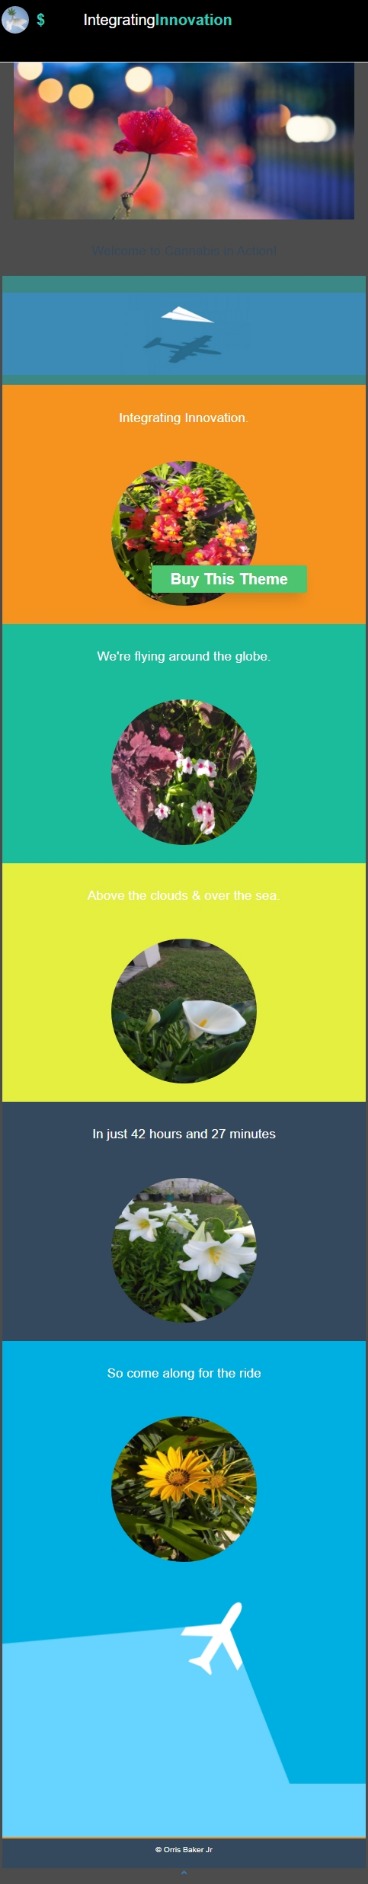 $ IntegratingInnovation
Welcome to Cannabis in Action!
Integrating Innovation.
Buy This Theme
We're flying around the globe.
Above the clouds & over the sea.
In just 42 hours and 27 minutes
So come along for the ride
© Orris Baker Jr